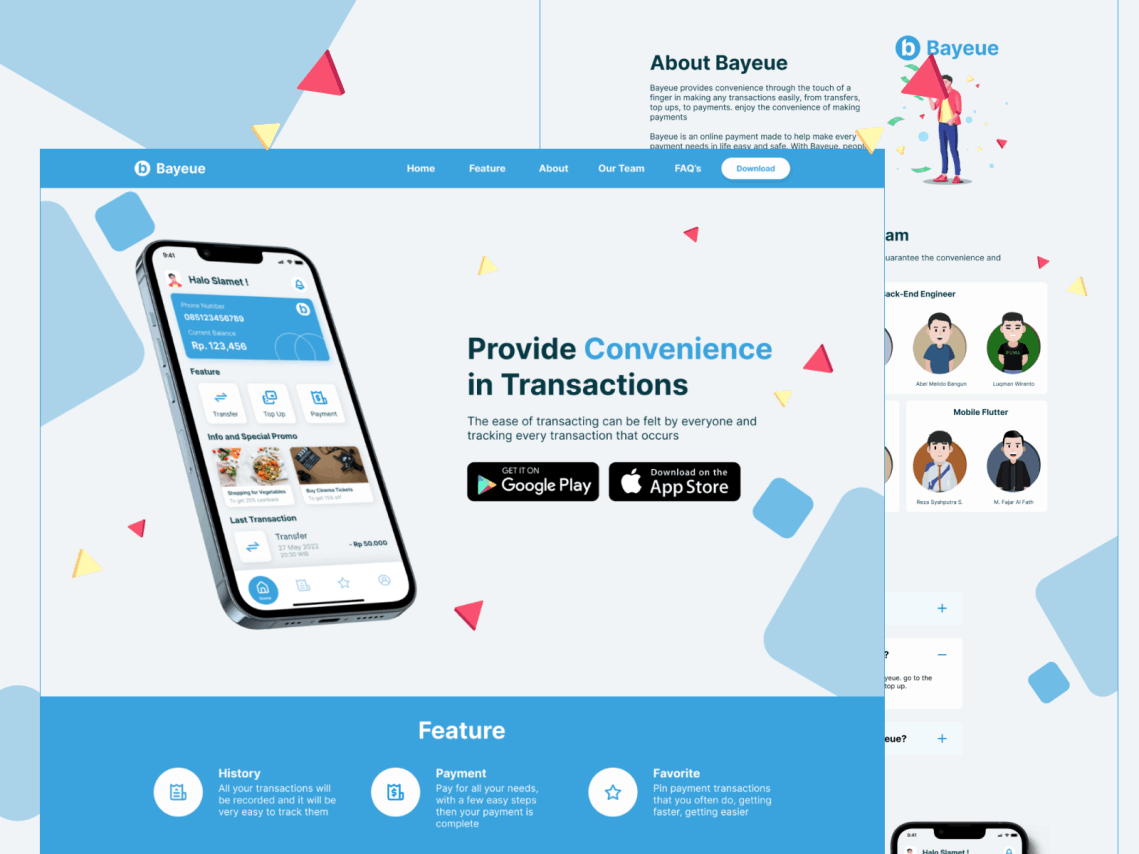 About Bayeue
Bayeue provides convenience through the touch of a
finger in making any transactions easily, from transfers,
top ups, to payments. enjoy the convenience of making
payments
Bayeue is an online payment made to help make every
payment needs in life easy and safe. With Bayeue, people
b Bayeue
b Bayeue
Home
Feature
About
Our Team
FAQ's
Download
9:41
Halo Slamet !
Phone Number
085123456789
b
Current Balance
Rp. 123,456
Feature
Transfer
Top Up
Payment
Info and Special Promo
Shopping for Vegetables
To get 25% cashback
Buy Cinema Tickets
To get 15% off
Last Transaction
Transfer
27 May 2023
20:30 WIB
- Rp 50.000
Home
Provide Convenience
in Transactions
The ease of transacting can be felt by everyone and
tracking every transaction that occurs
GET IT ON
Google Play
Download on the
App Store
Feature
History
All your transactions will
be recorded and it will be
very easy to track them
Payment
Pay for all your needs,
with a few easy steps
then your payment is
complete
Favorite
Pin payment transactions
that you often do, getting
faster, getting easier
am
uarantee the convenience and
ack-End Engineer
Abel Melido Bangun
Luqman Wiranto
PUMA
Mobile Flutter
Reza Syahputra S.
M. Fajar Al Fath
?
yeue. go to the
top up.
eue?
9:41
Halo Slamet !